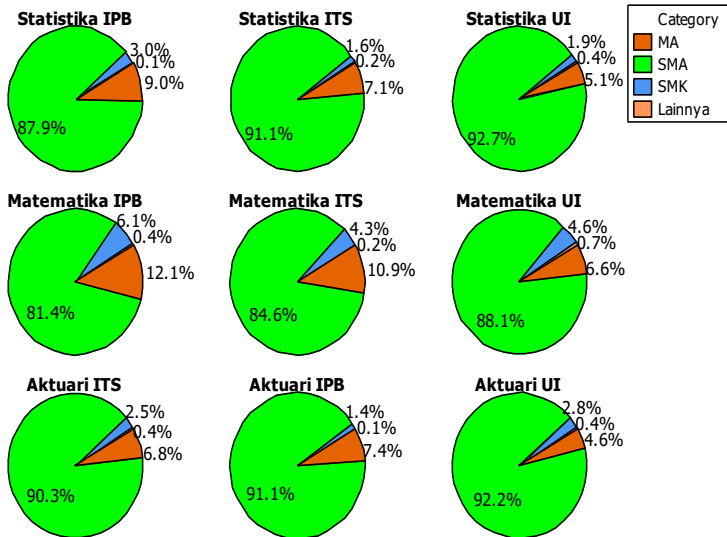 Statistika IPB
3.0%
0.1%
9.0%
87.9%
Statistika ITS
1.6%
0.2%
7.1%
91.1%
Statistika UI
1.9%
0.4%
5.1%
92.7%
Category
MA
SMA
SMK
Lainnya
Matematika IPB
6.1%
0.4%
12.1%
81.4%
Matematika ITS
4.3%
0.2%
10.9%
84.6%
Matematika UI
4.6%
0.7%
6.6%
88.1%
Aktuari ITS
2.5%
0.4%
6.8%
90.3%
Aktuari IPB
1.4%
0.1%
7.4%
91.1%
Aktuari UI
2.8%
0.4%
4.6%
92.2%